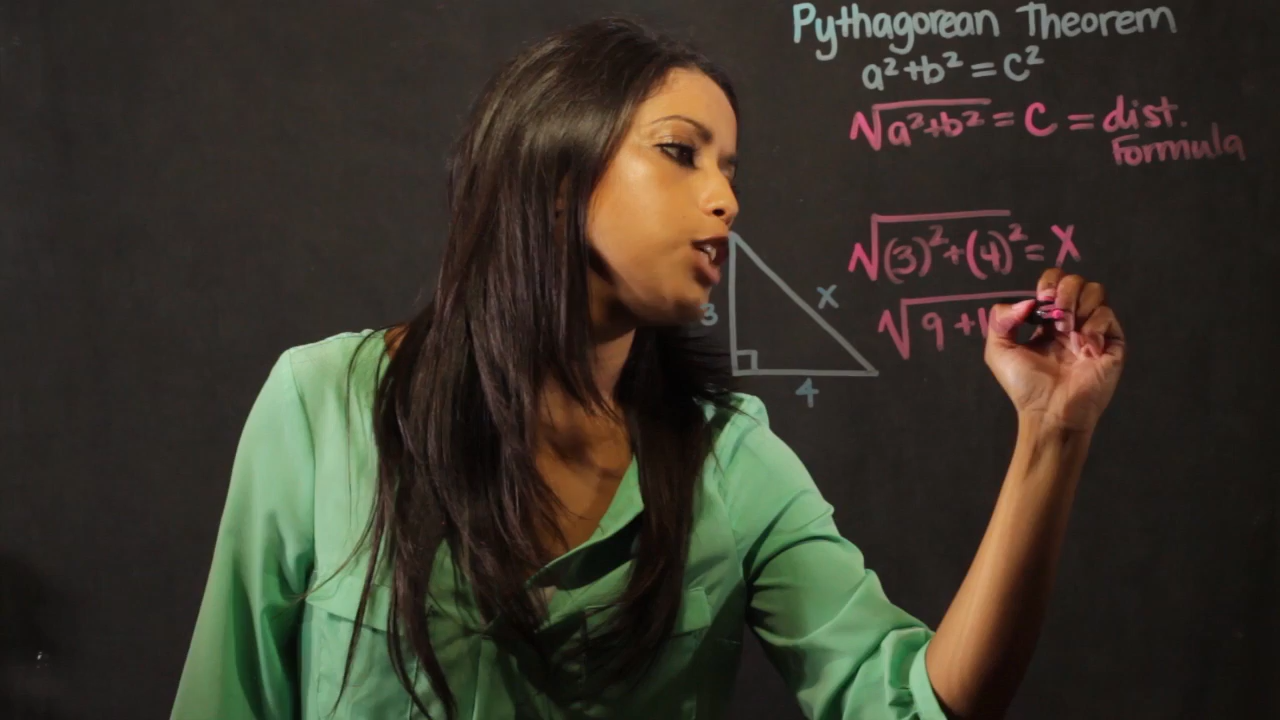 Pythagorean Theorem
a²+b² = c²
√a²+b² = C = dist. Formula
√(3)²+(4)² = X
√9 +
3
x
4